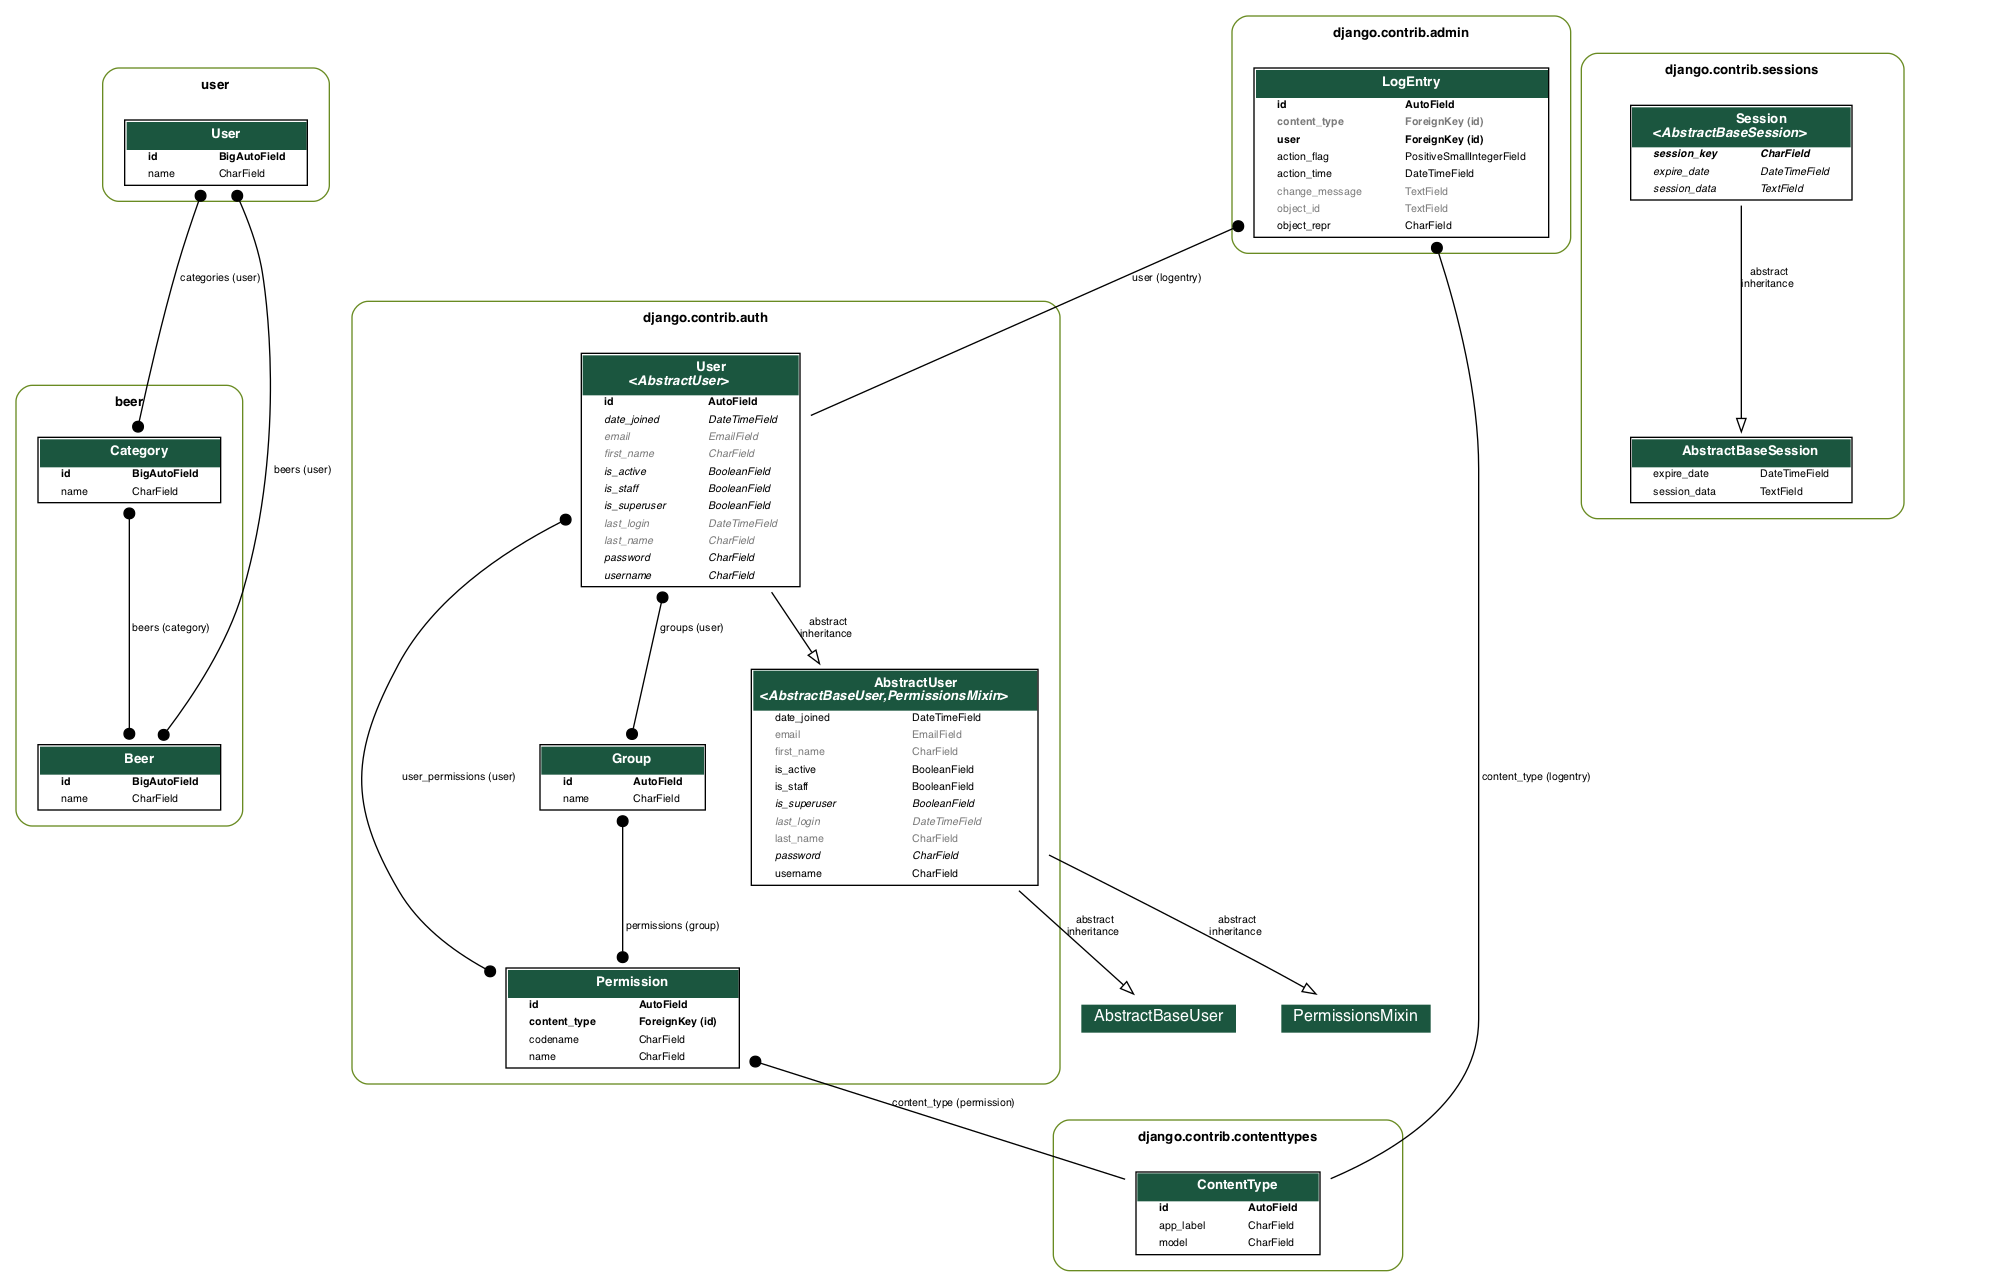 user
User
id BigAutoField
name CharField
categories (user)
beers (user)
beer
Category
id BigAutoField
name CharField
beers (category)
Beer
id BigAutoField
name CharField
django.contrib.auth
User
<AbstractUser>
id AutoField
date_joined DateTimeField
email EmailField
first_name CharField
is_active BooleanField
is_staff BooleanField
is_superuser BooleanField
last_login DateTimeField
last_name CharField
password CharField
username CharField
user_permissions (user)
groups (user)
abstract
inheritance
Group
id AutoField
name CharField
permissions (group)
AbstractUser
<AbstractBaseUser,PermissionsMixin>
date_joined DateTimeField
email EmailField
first_name CharField
is_active BooleanField
is_staff BooleanField
is_superuser BooleanField
last_login DateTimeField
last_name CharField
password CharField
username CharField
Permission
id AutoField
content_type ForeignKey (id)
codename CharField
name CharField
abstract
inheritance
abstract
inheritance
AbstractBaseUser
PermissionsMixin
content_type (permission)
django.contrib.admin
LogEntry
id AutoField
content_type ForeignKey (id)
user ForeignKey (id)
action_flag PositiveSmallIntegerField
action_time DateTimeField
change_message TextField
object_id TextField
object_repr CharField
user (logentry)
content_type (logentry)
django.contrib.contenttypes
ContentType
id AutoField
app_label CharField
model CharField
django.contrib.sessions
Session
<AbstractBaseSession>
session_key CharField
expire_date DateTimeField
session_data TextField
abstract
inheritance
AbstractBaseSession
expire_date DateTimeField
session_data TextField